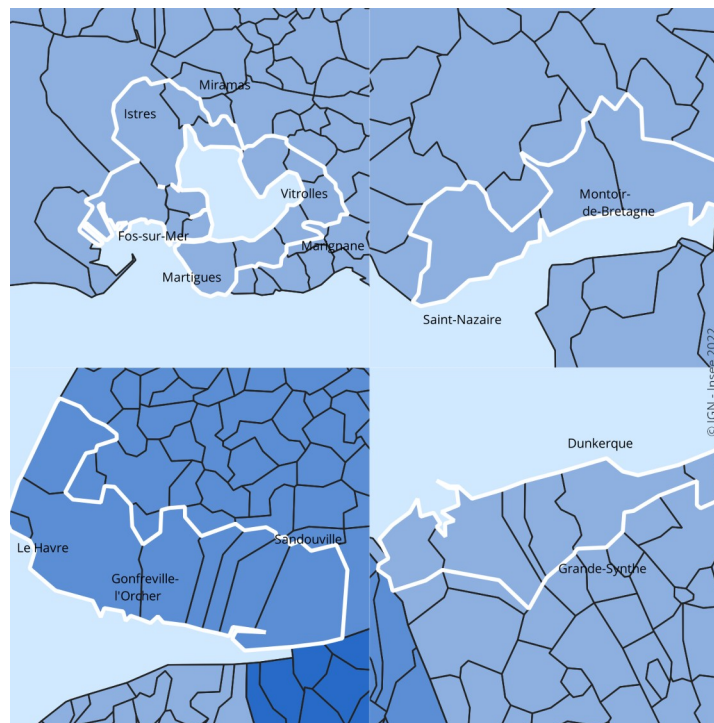 Miramas
Istres
Vitrolles
Fos-sur-Mer
Marignane
Martigues
Montoir-
de-Bretagne
Saint-Nazaire
© IGN - Insee 2022
Dunkerque
Sandouville
Le Havre
Gonfreville-
l'Orcher
Grande-Synthe